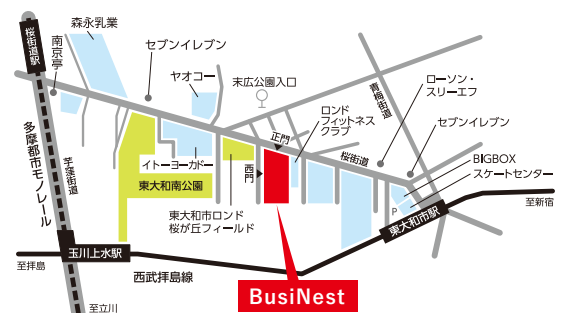 森永乳業
桜街道駅
南京亭
セブンイレブン
ヤオコー
末広公園入口
青梅街道
ローソン・
スリーエフ
ロンド
フィットネス
クラブ
セブンイレブン
正門
桜街道
BIGBOX
スケートセンター
イトーヨーカドー
西門
東大和南公園
芋窪街道
多摩都市モノレール
東大和市ロンド
桜が丘フィールド
P
東大和市駅
至新宿
玉川上水駅
至拝島
西武拝島線
BusiNest
至立川